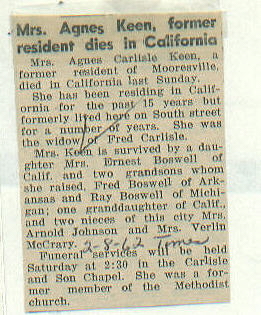 Mrs. Agnes Keen, former
resident dies in California
Mrs. Agnes Carlisle Keen, a
former resident of Mooresville,
died in California last Sunday.
She has been residing in Calif-
ornia for the past 15 years but
formerly lived here on South street
for a number of years. She was
the widow of Fred Carlisle.
Mrs. Keen is survived by a dau-
ghter Mrs. Ernest Boswell of
Calif. and two grandsons whom
she raised, Fred Boswell of Ark-
ansas and Ray Boswell of Michi-
gan; one granddaughter of Calif.,
and two nieces of this city Mrs.
Arnold Johnson and Mrs. Verlin
McCrary. 2-8-62 Times
Funeral services will be held
Saturday at 2:30 in the Carlisle
and Son Chapel. She was a for-
mer member of the Methodist
church.